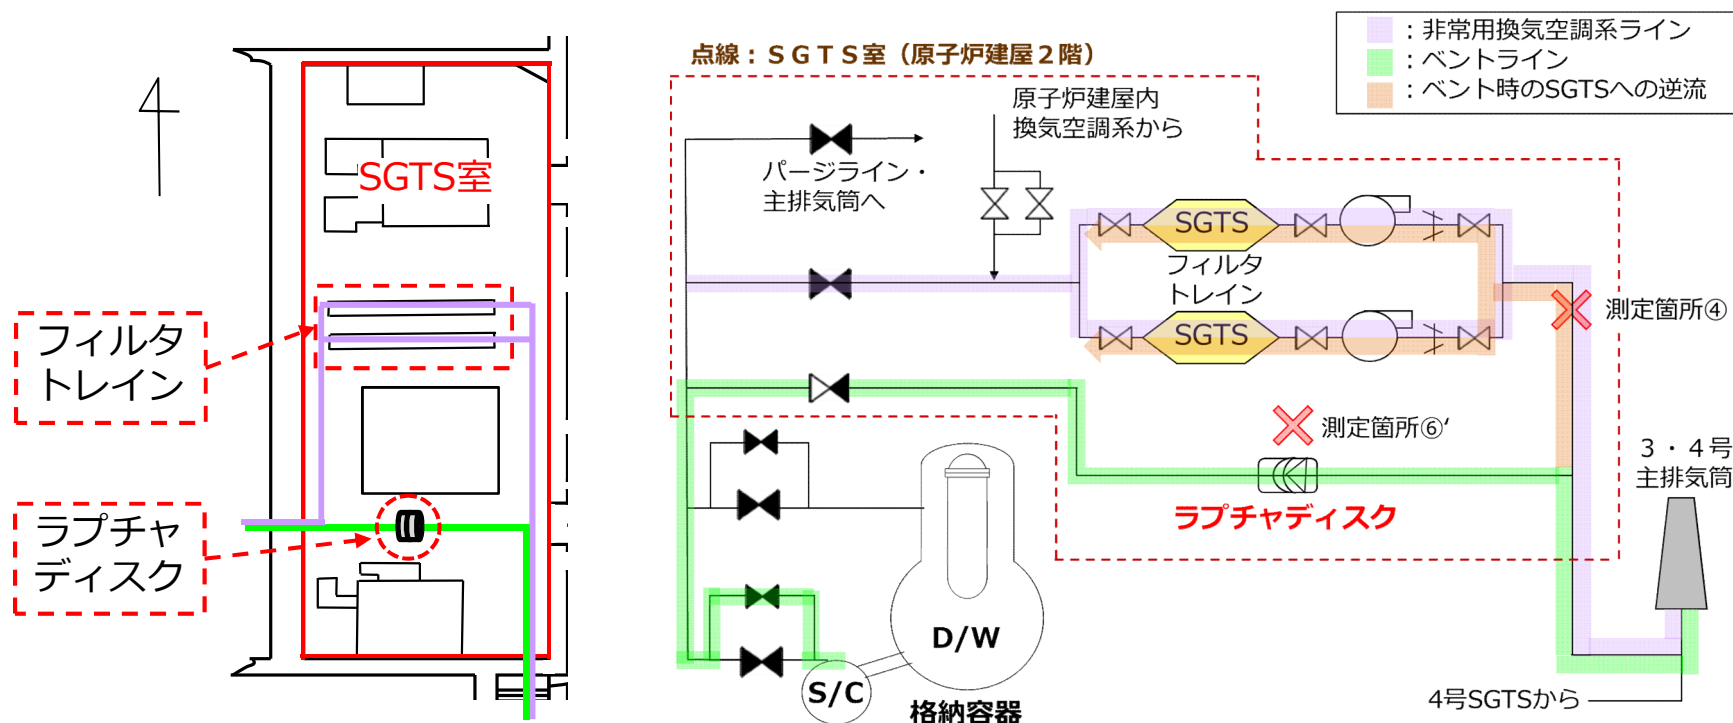 SGTS室
フィルタ
トレイン
ラプチャ
ディスク
点線：ＳＧＴＳ室（原子炉建屋２階）
：非常用換気空調系ライン
：ベントライン
：ベント時のSGTSへの逆流
原子炉建屋内
換気空調系から
パージライン・
主排気筒へ
SGTS
フィルタ
トレイン
SGTS
測定箇所④
測定箇所⑥′
ラプチャディスク
３・４号
主排気筒
D/W
S/C
格納容器
4号SGTSから